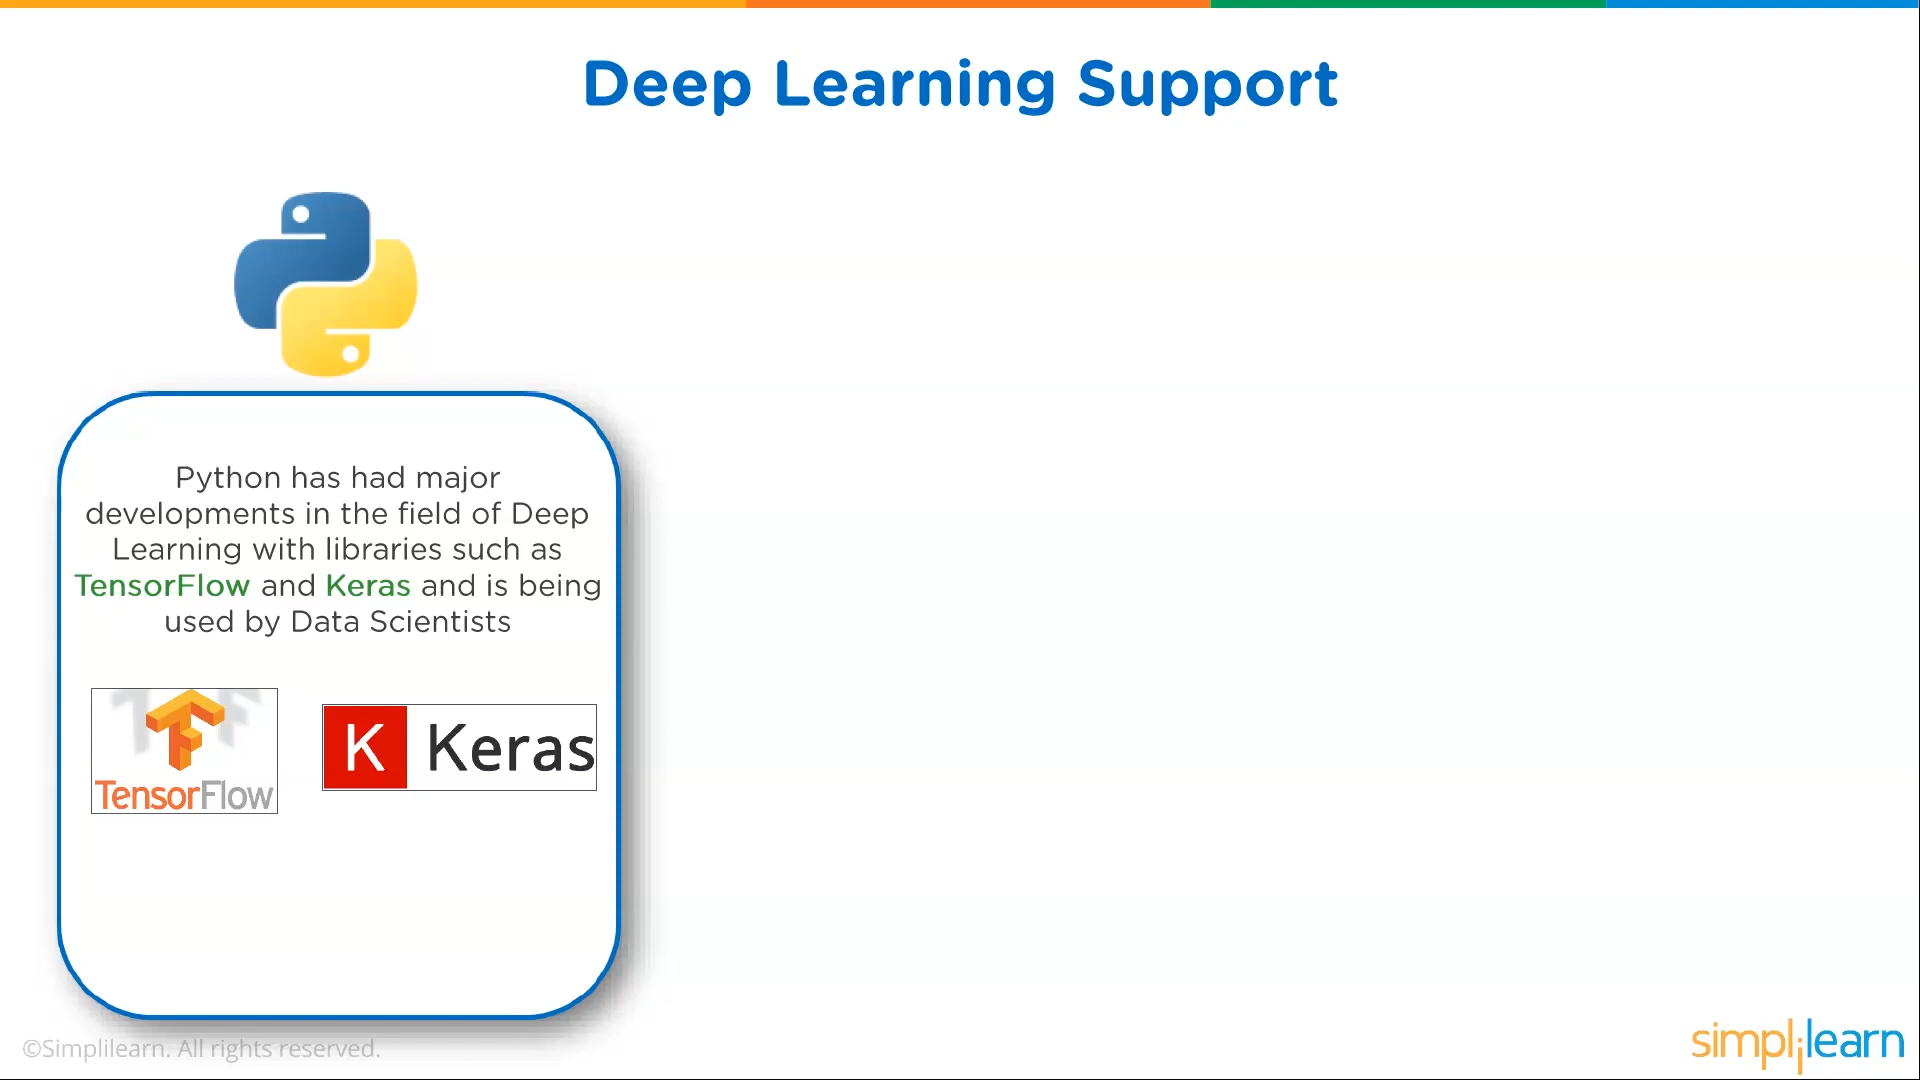 Deep Learning Support
Python has had major
developments in the field of Deep
Learning with libraries such as
TensorFlow and Keras and is being
used by Data Scientists
TensorFlow
K Keras
©Simplilearn. All rights reserved.
simplilearn